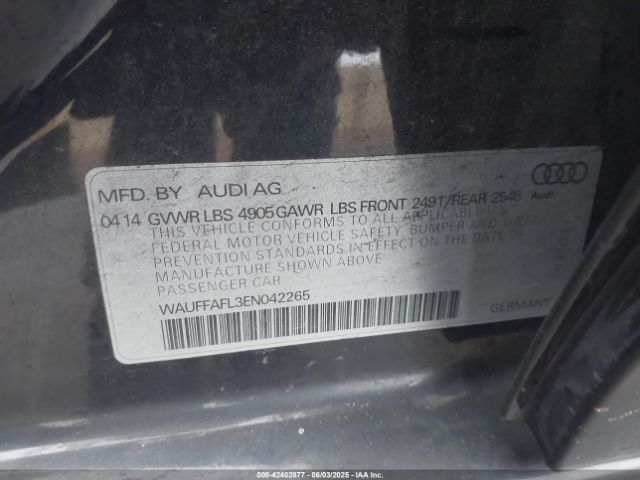 MFD. BY AUDI AG
04 14 GVWR LBS 4905 GAWR LBS FRONT 2491/REAR 2546
THIS VEHICLE CONFORMS TO ALL APPLICABLE U.S.
FEDERAL MOTOR VEHICLE SAFETY BUMPER AND THEFT
PREVENTION STANDARDS IN EFFECT ON THE DATE OF
MANUFACTURE SHOWN ABOVE
PASSENGER CAR
WAUFFAFL3EN042265
Audi
GERMANY
000-42402877 - 06/03/2025 - IAAI.com